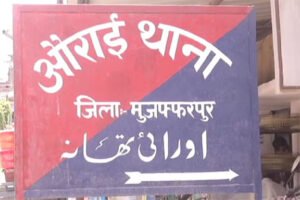 औराई थाना
जिला:- मुजफ्फरपुर
اورائی تھانہ